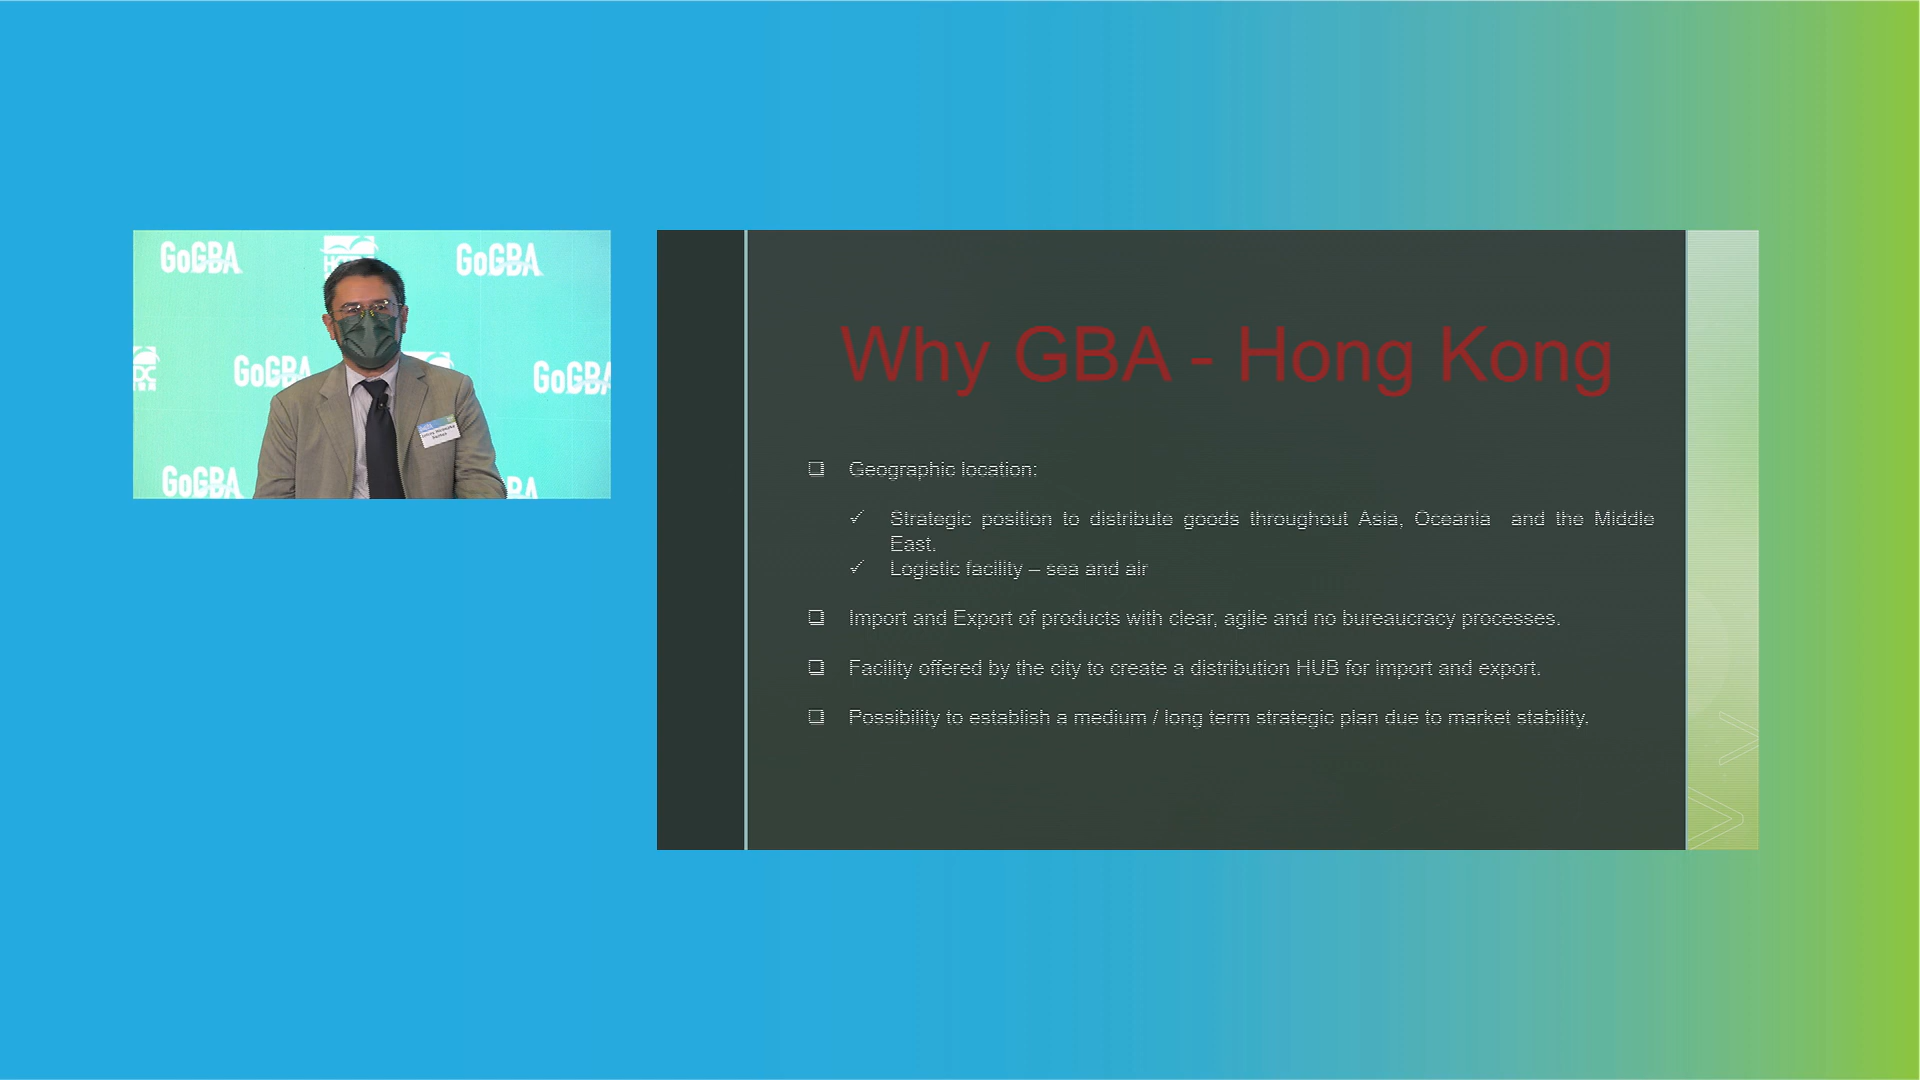 GoGBA
GoGBA
GoGBA
GoGBA
GoGBA
Why GBA - Hong Kong
❑ Geographic location:
✓ Strategic position to distribute goods throughout Asia, Oceania and the Middle
East.
✓ Logistic facility – sea and air
❑ Import and Export of products with clear, agile and no bureaucracy processes.
❑ Facility offered by the city to create a distribution HUB for import and export.
❑ Possibility to establish a medium / long term strategic plan due to market stability.